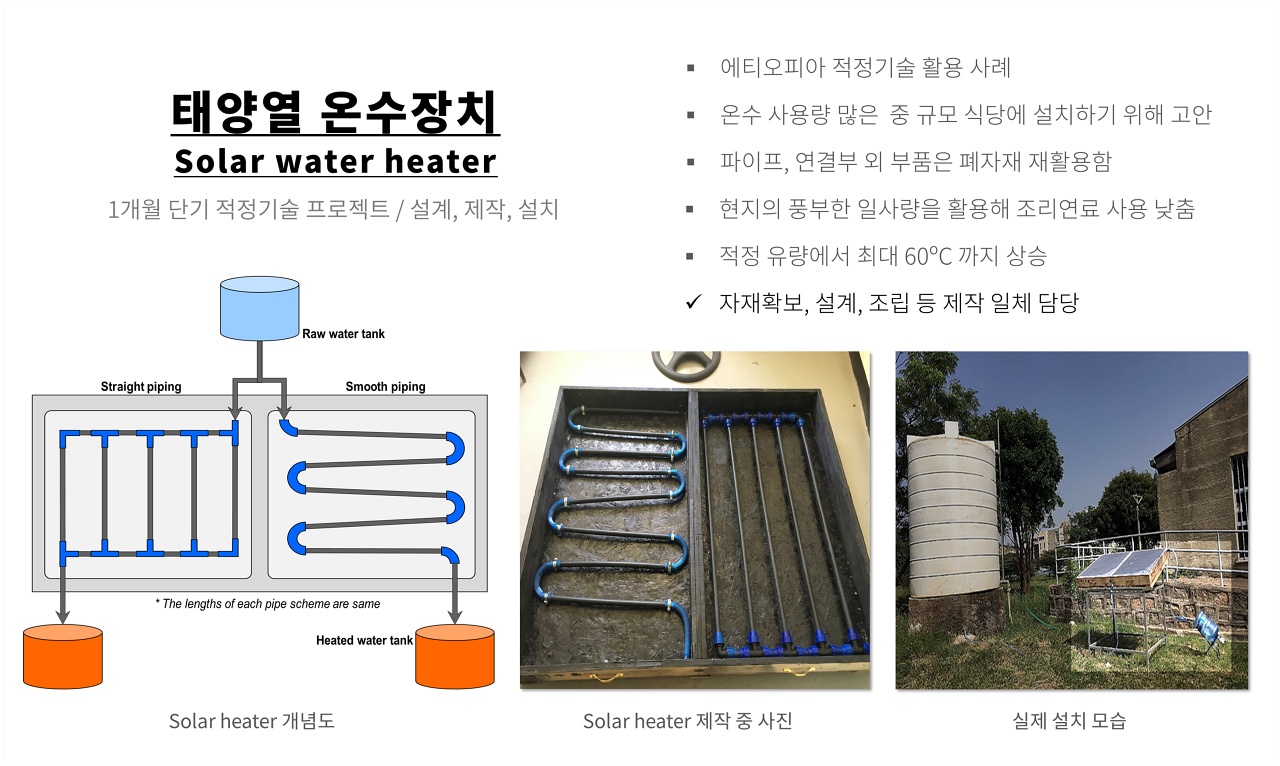 태양열 온수장치
Solar water heater
1개월 단기 적정기술 프로젝트 / 설계, 제작, 설치
▪ 에티오피아 적정기술 활용 사례
▪ 온수 사용량 많은 중 규모 식당에 설치하기 위해 고안
▪ 파이프, 연결부 외 부품은 폐자재 재활용함
▪ 현지의 풍부한 일사량을 활용해 조리연료 사용 낮춤
▪ 적정 유량에서 최대 60℃ 까지 상승
✓ 자재확보, 설계, 조립 등 제작 일체 담당
Raw water tank
Straight piping
Smooth piping
* The lengths of each pipe scheme are same
Heated water tank
Solar heater 개념도
Solar heater 제작 중 사진
실제 설치 모습